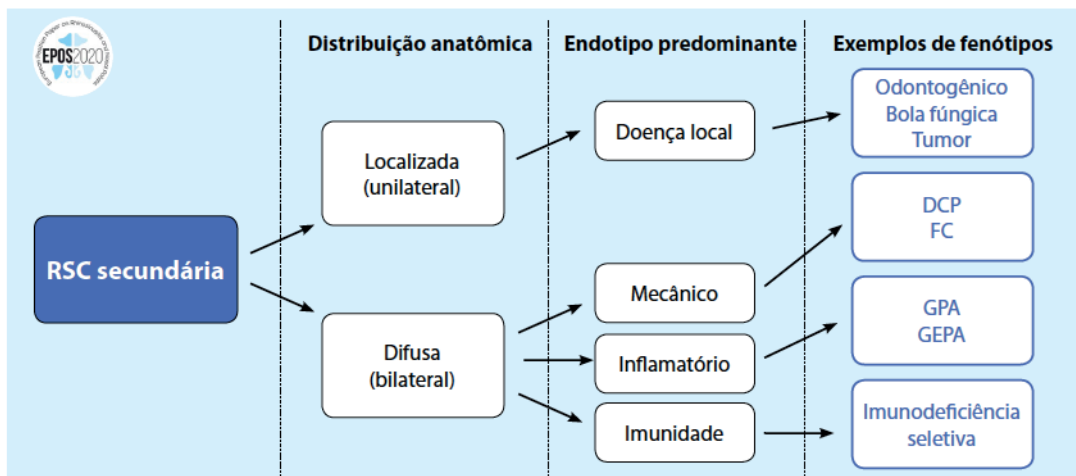 EPOS2020
Distribuição anatômica
Endotipo predominante
Exemplos de fenótipos
RSC secundária
Localizada
(unilateral)
Difusa
(bilateral)
Doença local
Mecânico
Inflamatório
Imunidade
Odontogênico
Bola fúngica
Tumor
DCP
FC
GPA
GEPA
Imunodeficiência
seletiva